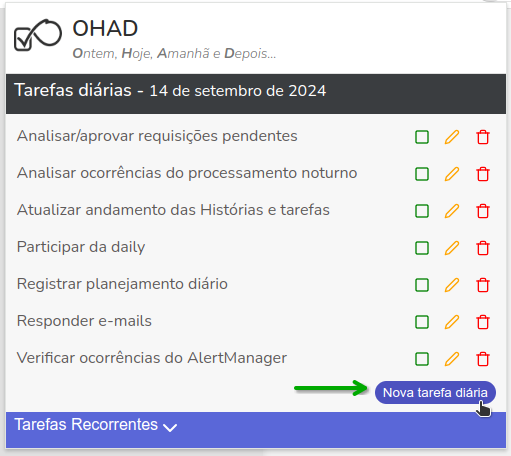 OHAD
Ontem, Hoje, Amanhã e Depois...
Tarefas diárias - 14 de setembro de 2024
Analisar/aprovar requisições pendentes
Analisar ocorrências do processamento noturno
Atualizar andamento das Histórias e tarefas
Participar da daily
Registrar planejamento diário
Responder e-mails
Verificar ocorrências do AlertManager
Nova tarefa diária
Tarefas Recorrentes